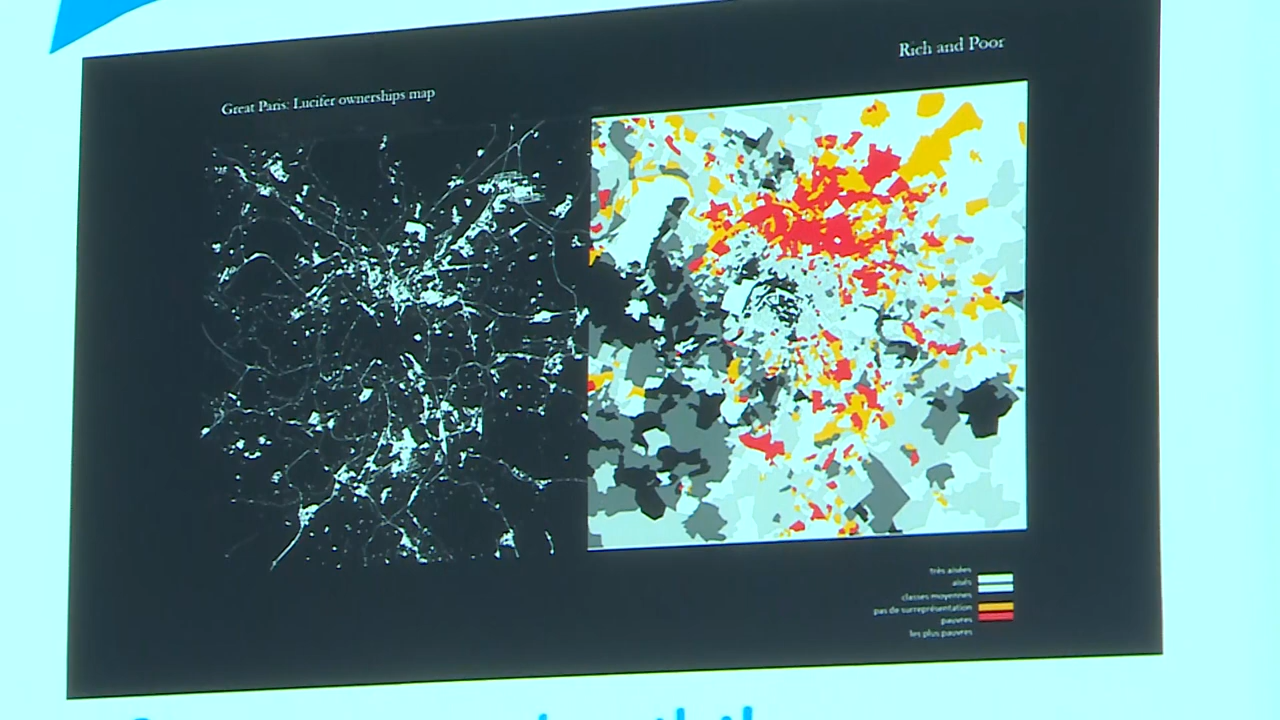 Great Paris: Lucifer ownerships map
Rich and Poor
très aisées
aisés
classes moyennes
pas de surreprésentation
pauvres
les plus pauvres